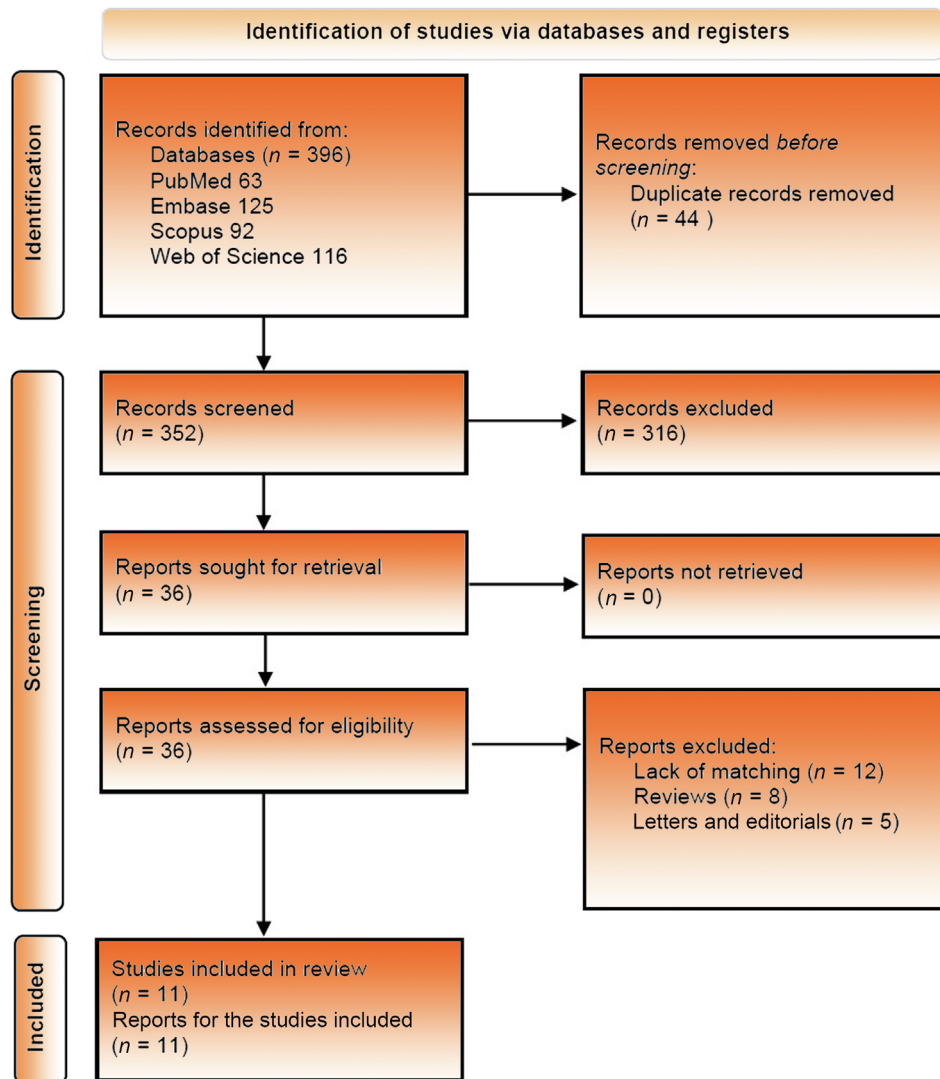 Identification of studies via databases and registers
Identification
Records identified from:
Databases (n = 396)
PubMed 63
Embase 125
Scopus 92
Web of Science 116
Records removed before
screening:
Duplicate records removed
(n = 44 )
Screening
Records screened
(n = 352)
Records excluded
(n = 316)
Reports sought for retrieval
(n = 36)
Reports not retrieved
(n = 0)
Reports assessed for eligibility
(n = 36)
Reports excluded:
Lack of matching (n = 12)
Reviews (n = 8)
Letters and editorials (n = 5)
Included
Studies included in review
(n = 11)
Reports for the studies included
(n = 11)